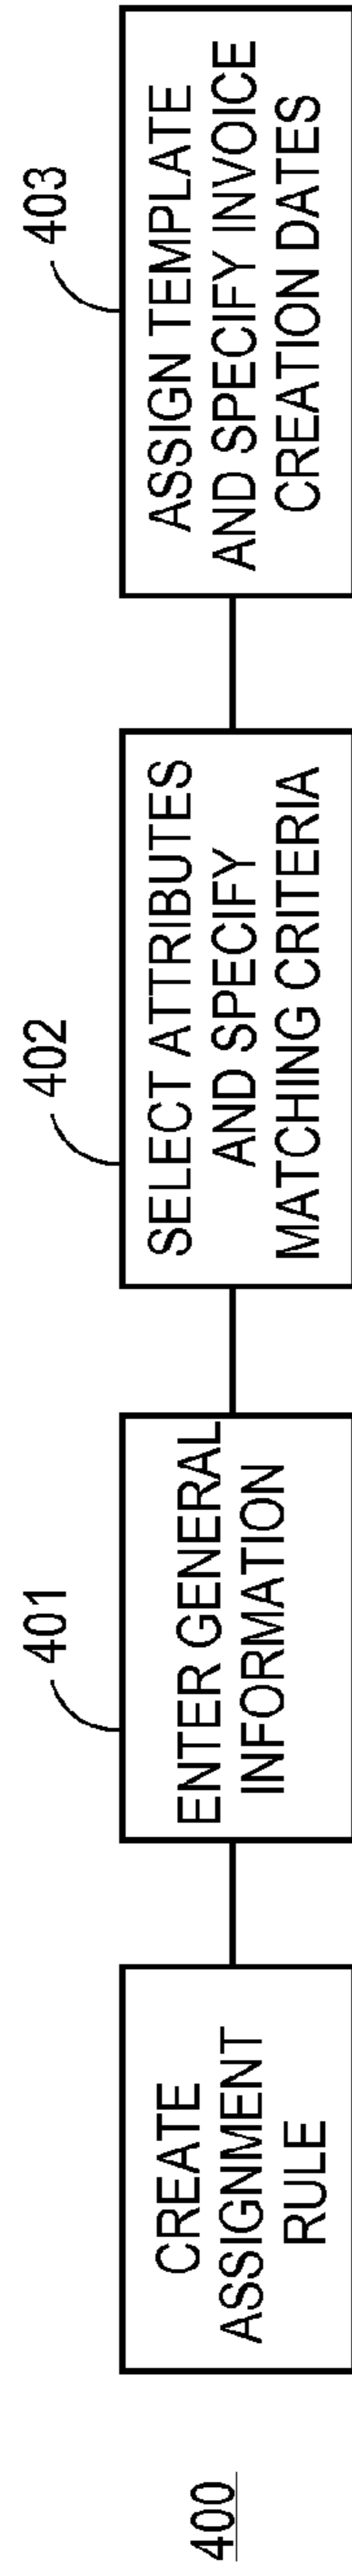 400
CREATE
ASSIGNMENT
RULE
401
ENTER GENERAL
INFORMATION
402
SELECT ATTRIBUTES
AND SPECIFY
MATCHING CRITERIA
403
ASSIGN TEMPLATE
AND SPECIFY INVOICE
CREATION DATES